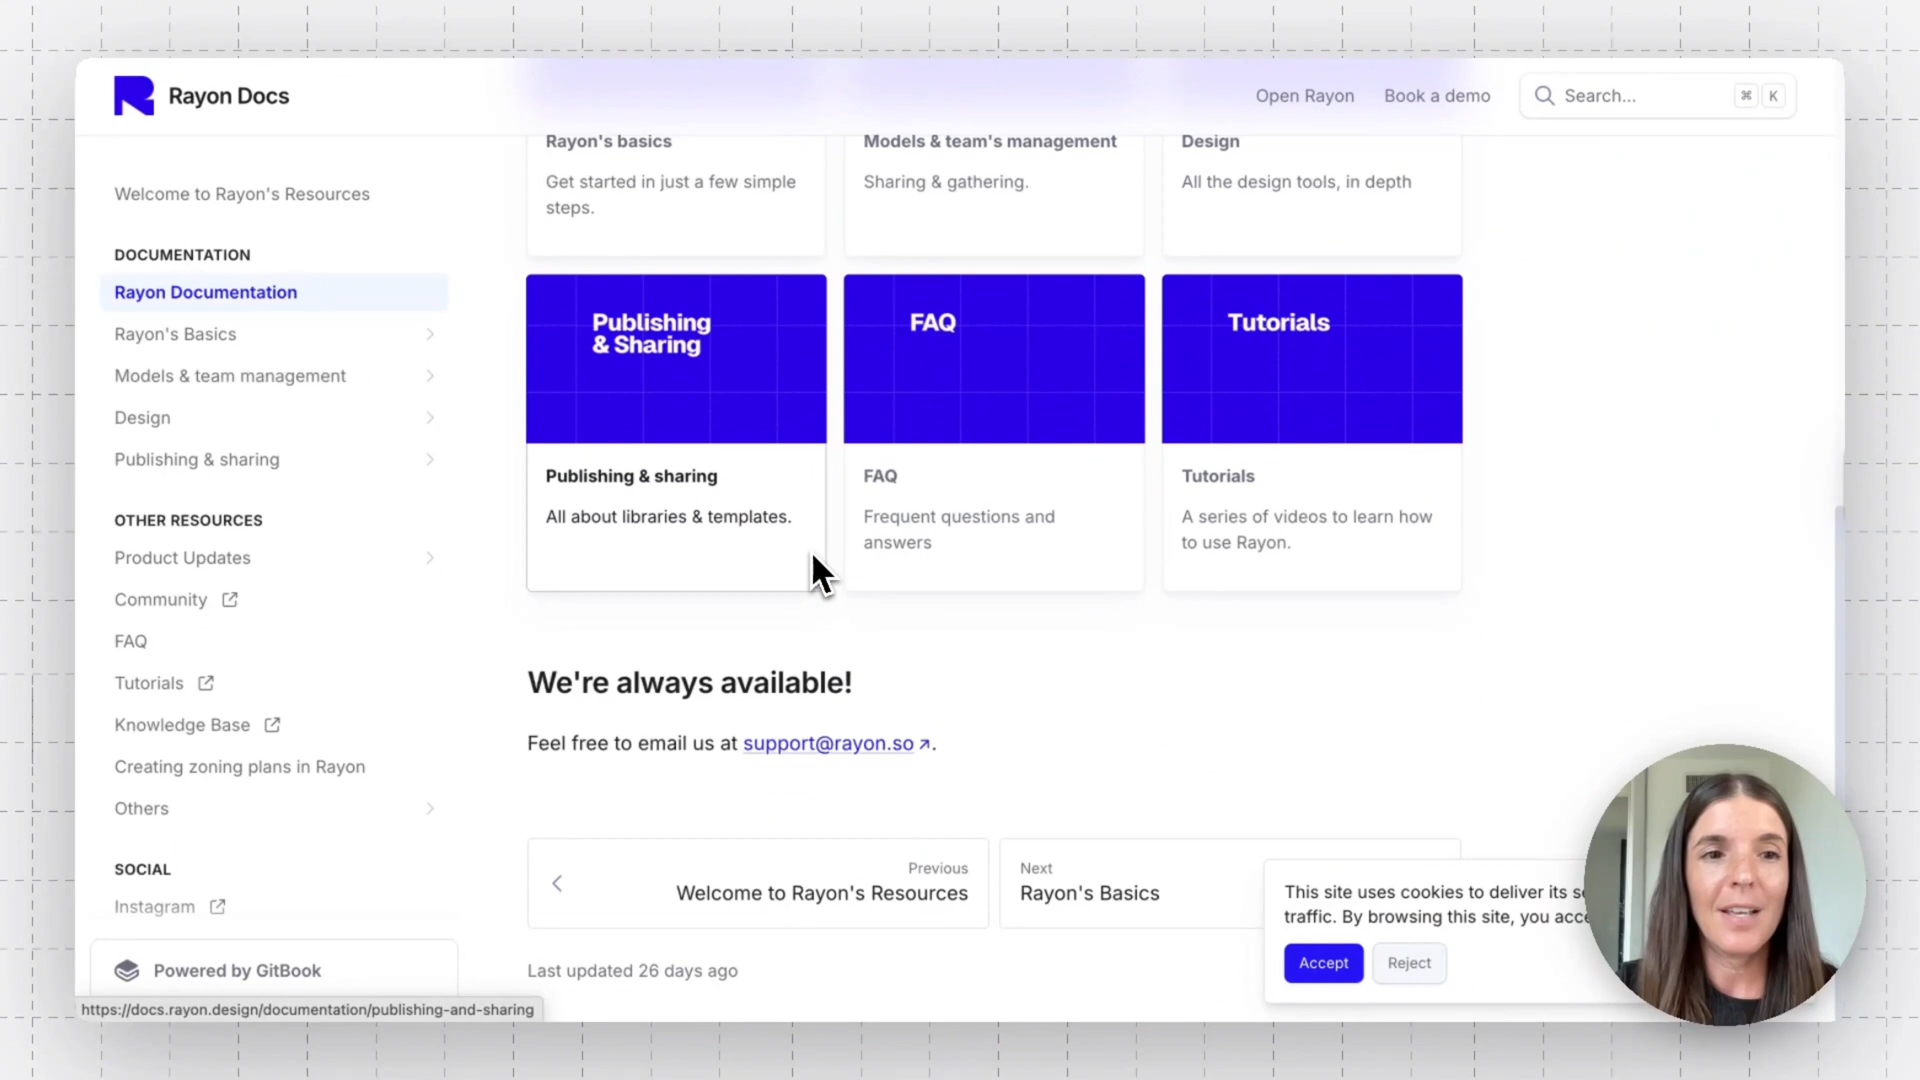 Rayon Docs
Open Rayon
Book a demo
Search...
⌘ K
Welcome to Rayon's Resources
DOCUMENTATION
Rayon Documentation
Rayon's Basics
Models & team management
Design
Publishing & sharing
OTHER RESOURCES
Product Updates
Community
FAQ
Tutorials
Knowledge Base
Creating zoning plans in Rayon
Others
SOCIAL
Instagram
Powered by GitBook
https://docs.rayon.design/documentation/publishing-and-sharing
Rayon's basics
Get started in just a few simple
steps.
Models & team's management
Sharing & gathering.
Design
All the design tools, in depth
Publishing
& Sharing
Publishing & sharing
All about libraries & templates.
FAQ
FAQ
Frequent questions and
answers
Tutorials
Tutorials
A series of videos to learn how
to use Rayon.
We're always available!
Feel free to email us at support@rayon.so.
Previous
Welcome to Rayon's Resources
Next
Rayon's Basics
Last updated 26 days ago
This site uses cookies to deliver its
traffic. By browsing this site, you
Accept
Reject